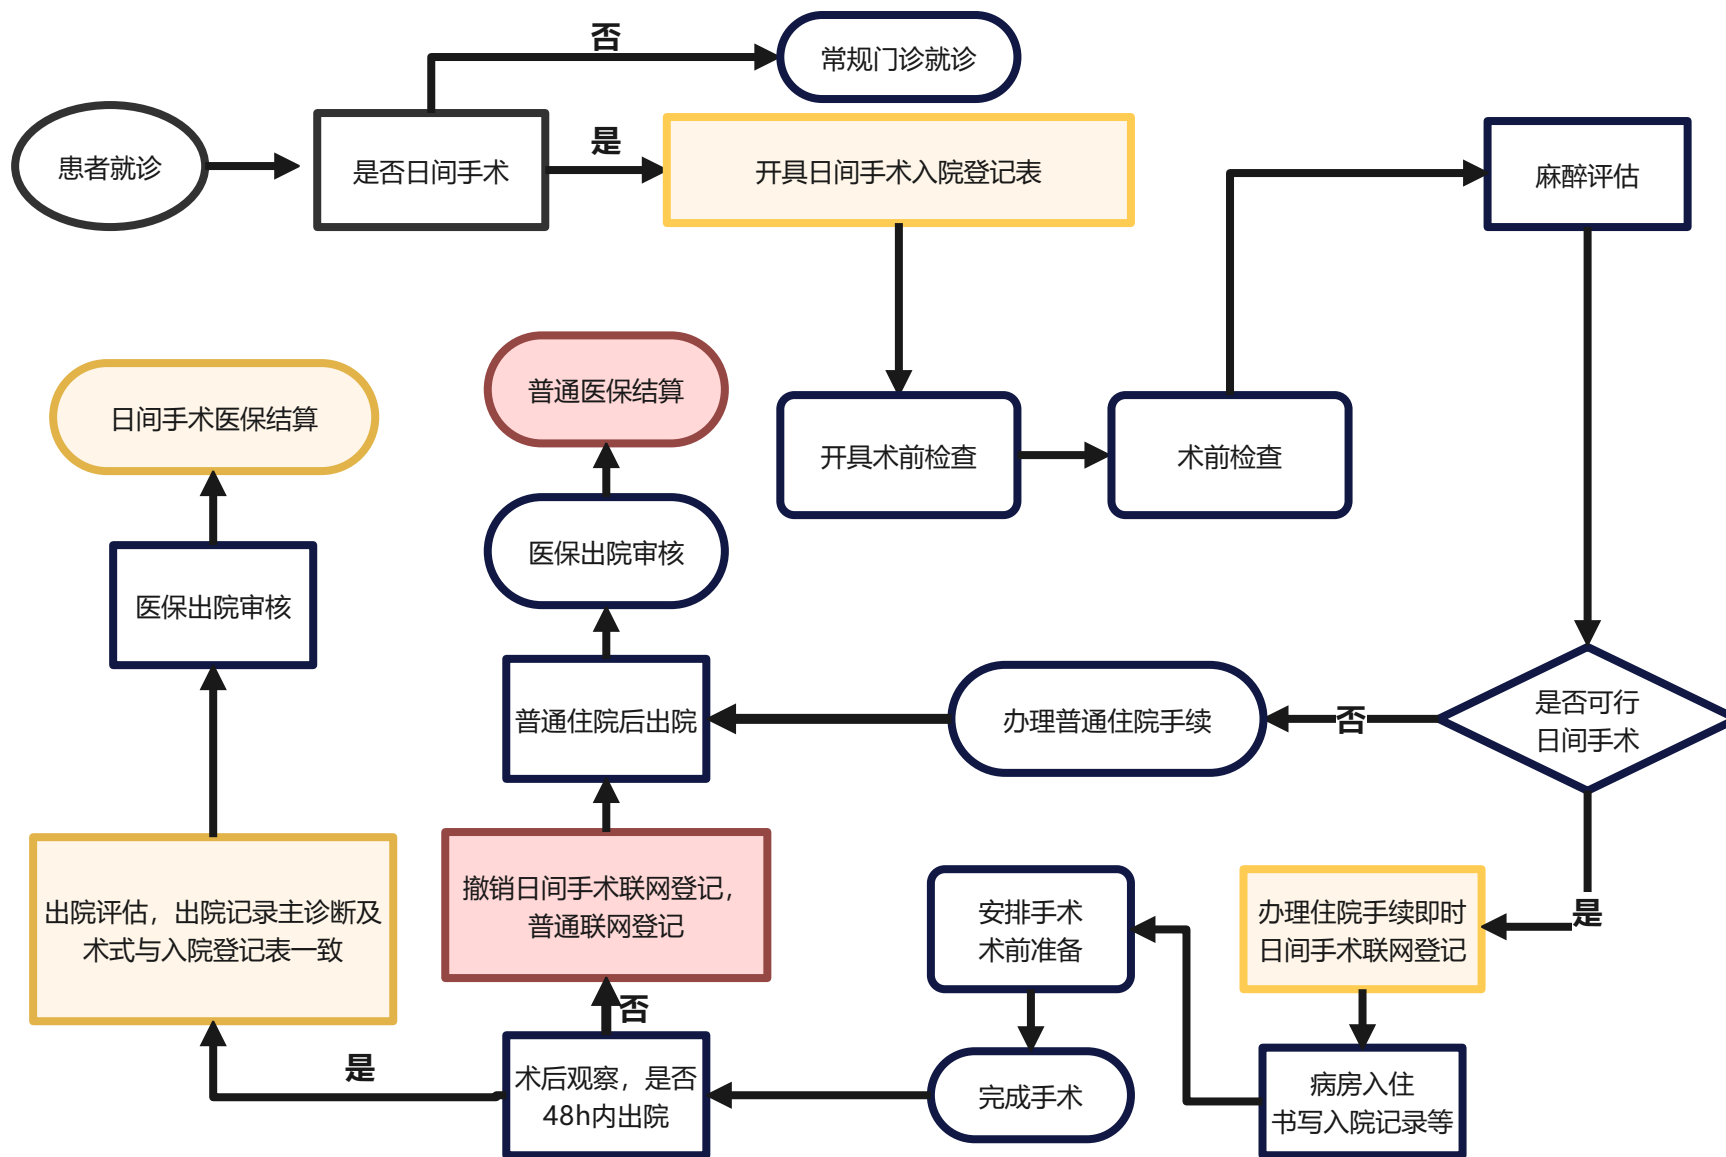 否
常规门诊就诊
患者就诊
是否日间手术
是
开具日间手术入院登记表
麻醉评估
日间手术医保结算
普通医保结算
开具术前检查
术前检查
医保出院审核
医保出院审核
普通住院后出院
办理普通住院手续
否
是否可行
日间手术
出院评估，出院记录主诊断及
术式与入院登记表一致
撤销日间手术联网登记，
普通联网登记
安排手术
术前准备
办理住院手续即时
日间手术联网登记
是
否
是
术后观察，是否
48h内出院
完成手术
病房入住
书写入院记录等